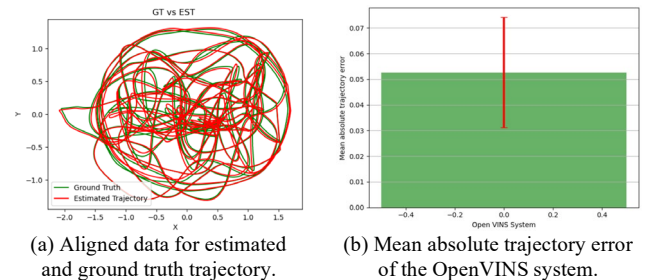 GT vs EST
1.0
0.5
0.0
−0.5
−1.0
Y
Ground Truth
Estimated Trajectory
−2.0 −1.5 −1.0 −0.5 0.0 0.5 1.0 1.5
X
(a) Aligned data for estimated
and ground truth trajectory.
0.07
0.06
0.05
0.04
0.03
0.02
0.01
0.00
Mean absolute trajectory error
−0.4 −0.2 0.0 0.2 0.4
Open VINS System
(b) Mean absolute trajectory error
of the OpenVINS system.